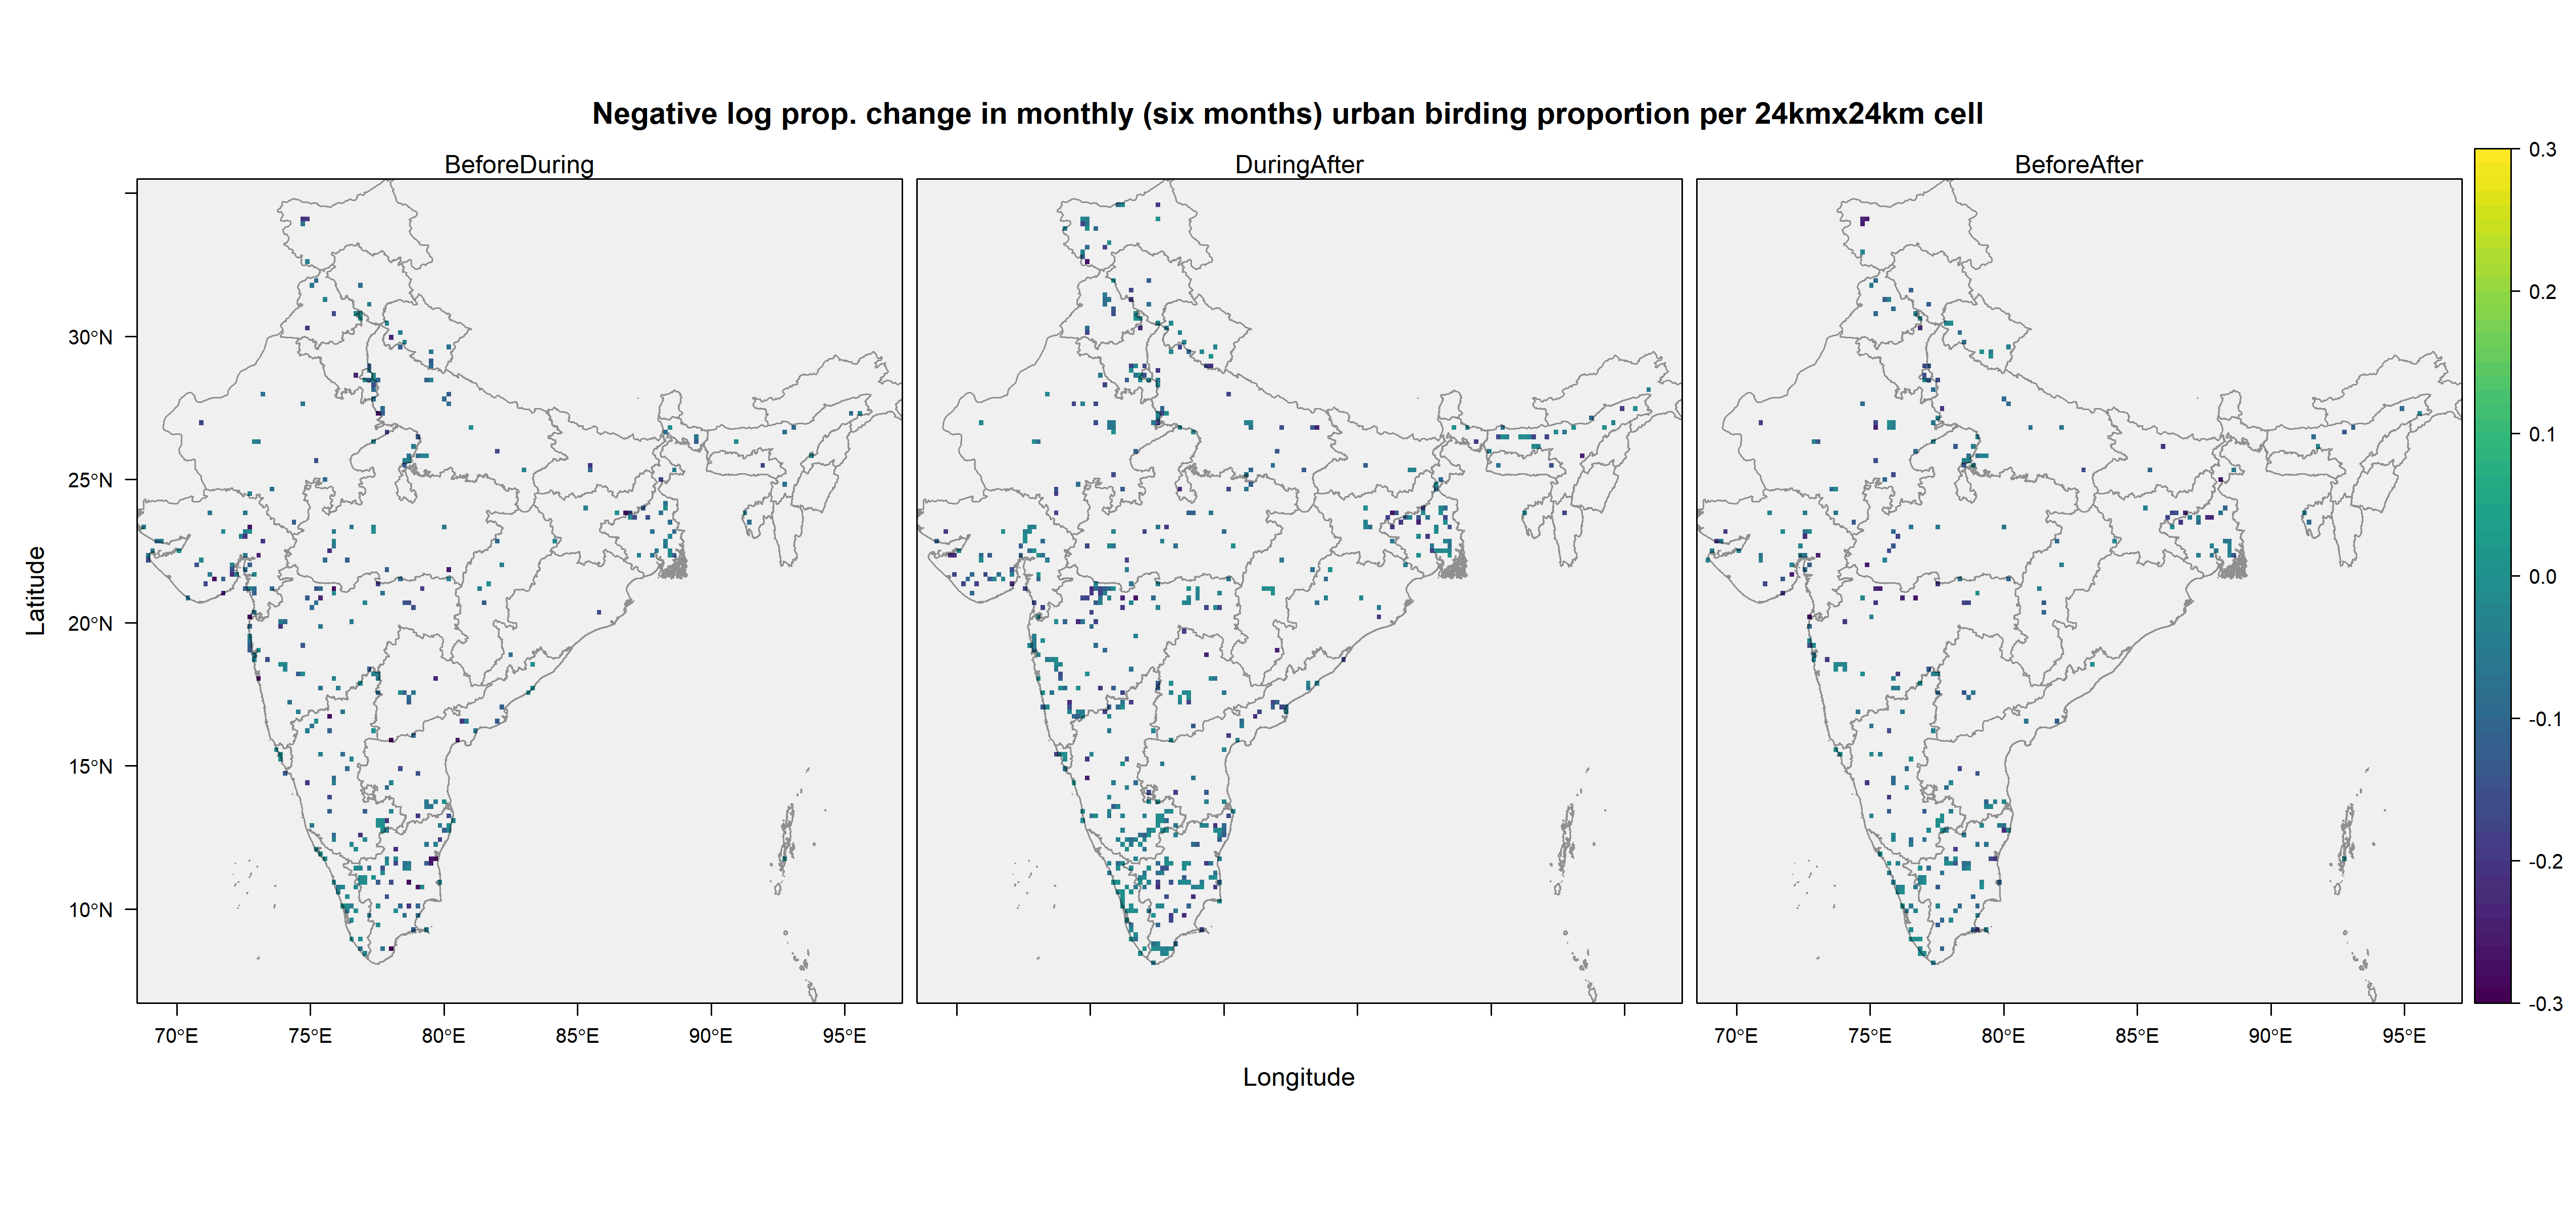 Negative log prop. change in monthly (six months) urban birding proportion per 24kmx24km cell
BeforeDuring
DuringAfter
BeforeAfter
Latitude
30°N
25°N
20°N
15°N
10°N
70°E 75°E 80°E 85°E 90°E 95°E
70°E 75°E 80°E 85°E 90°E 95°E
Longitude
0.3
0.2
0.1
0.0
-0.1
-0.2
-0.3